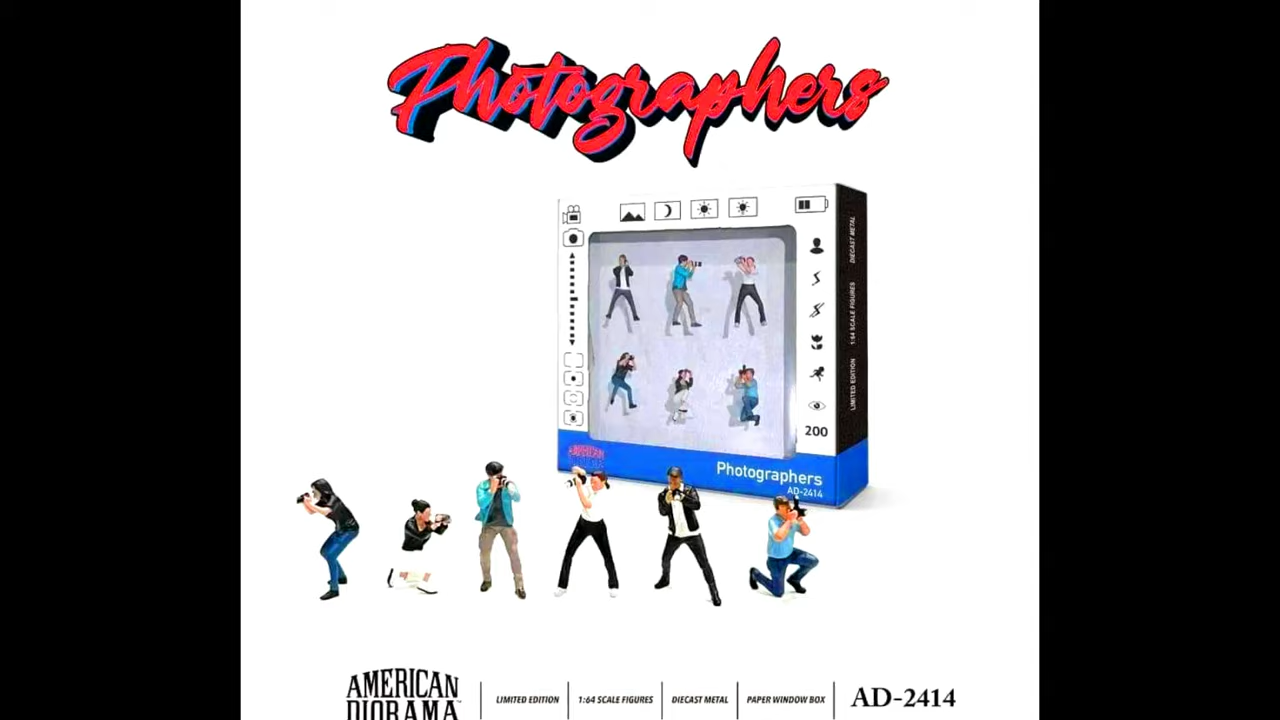 Photographers
200
LIMITED EDITION 1:64 SCALE FIGURES DIECAST METAL
AMERICAN
Photographers
AD-2414
AMERICAN
DIORAMA
LIMITED EDITION
1:64 SCALE FIGURES
DIECAST METAL
PAPER WINDOW BOX
AD-2414